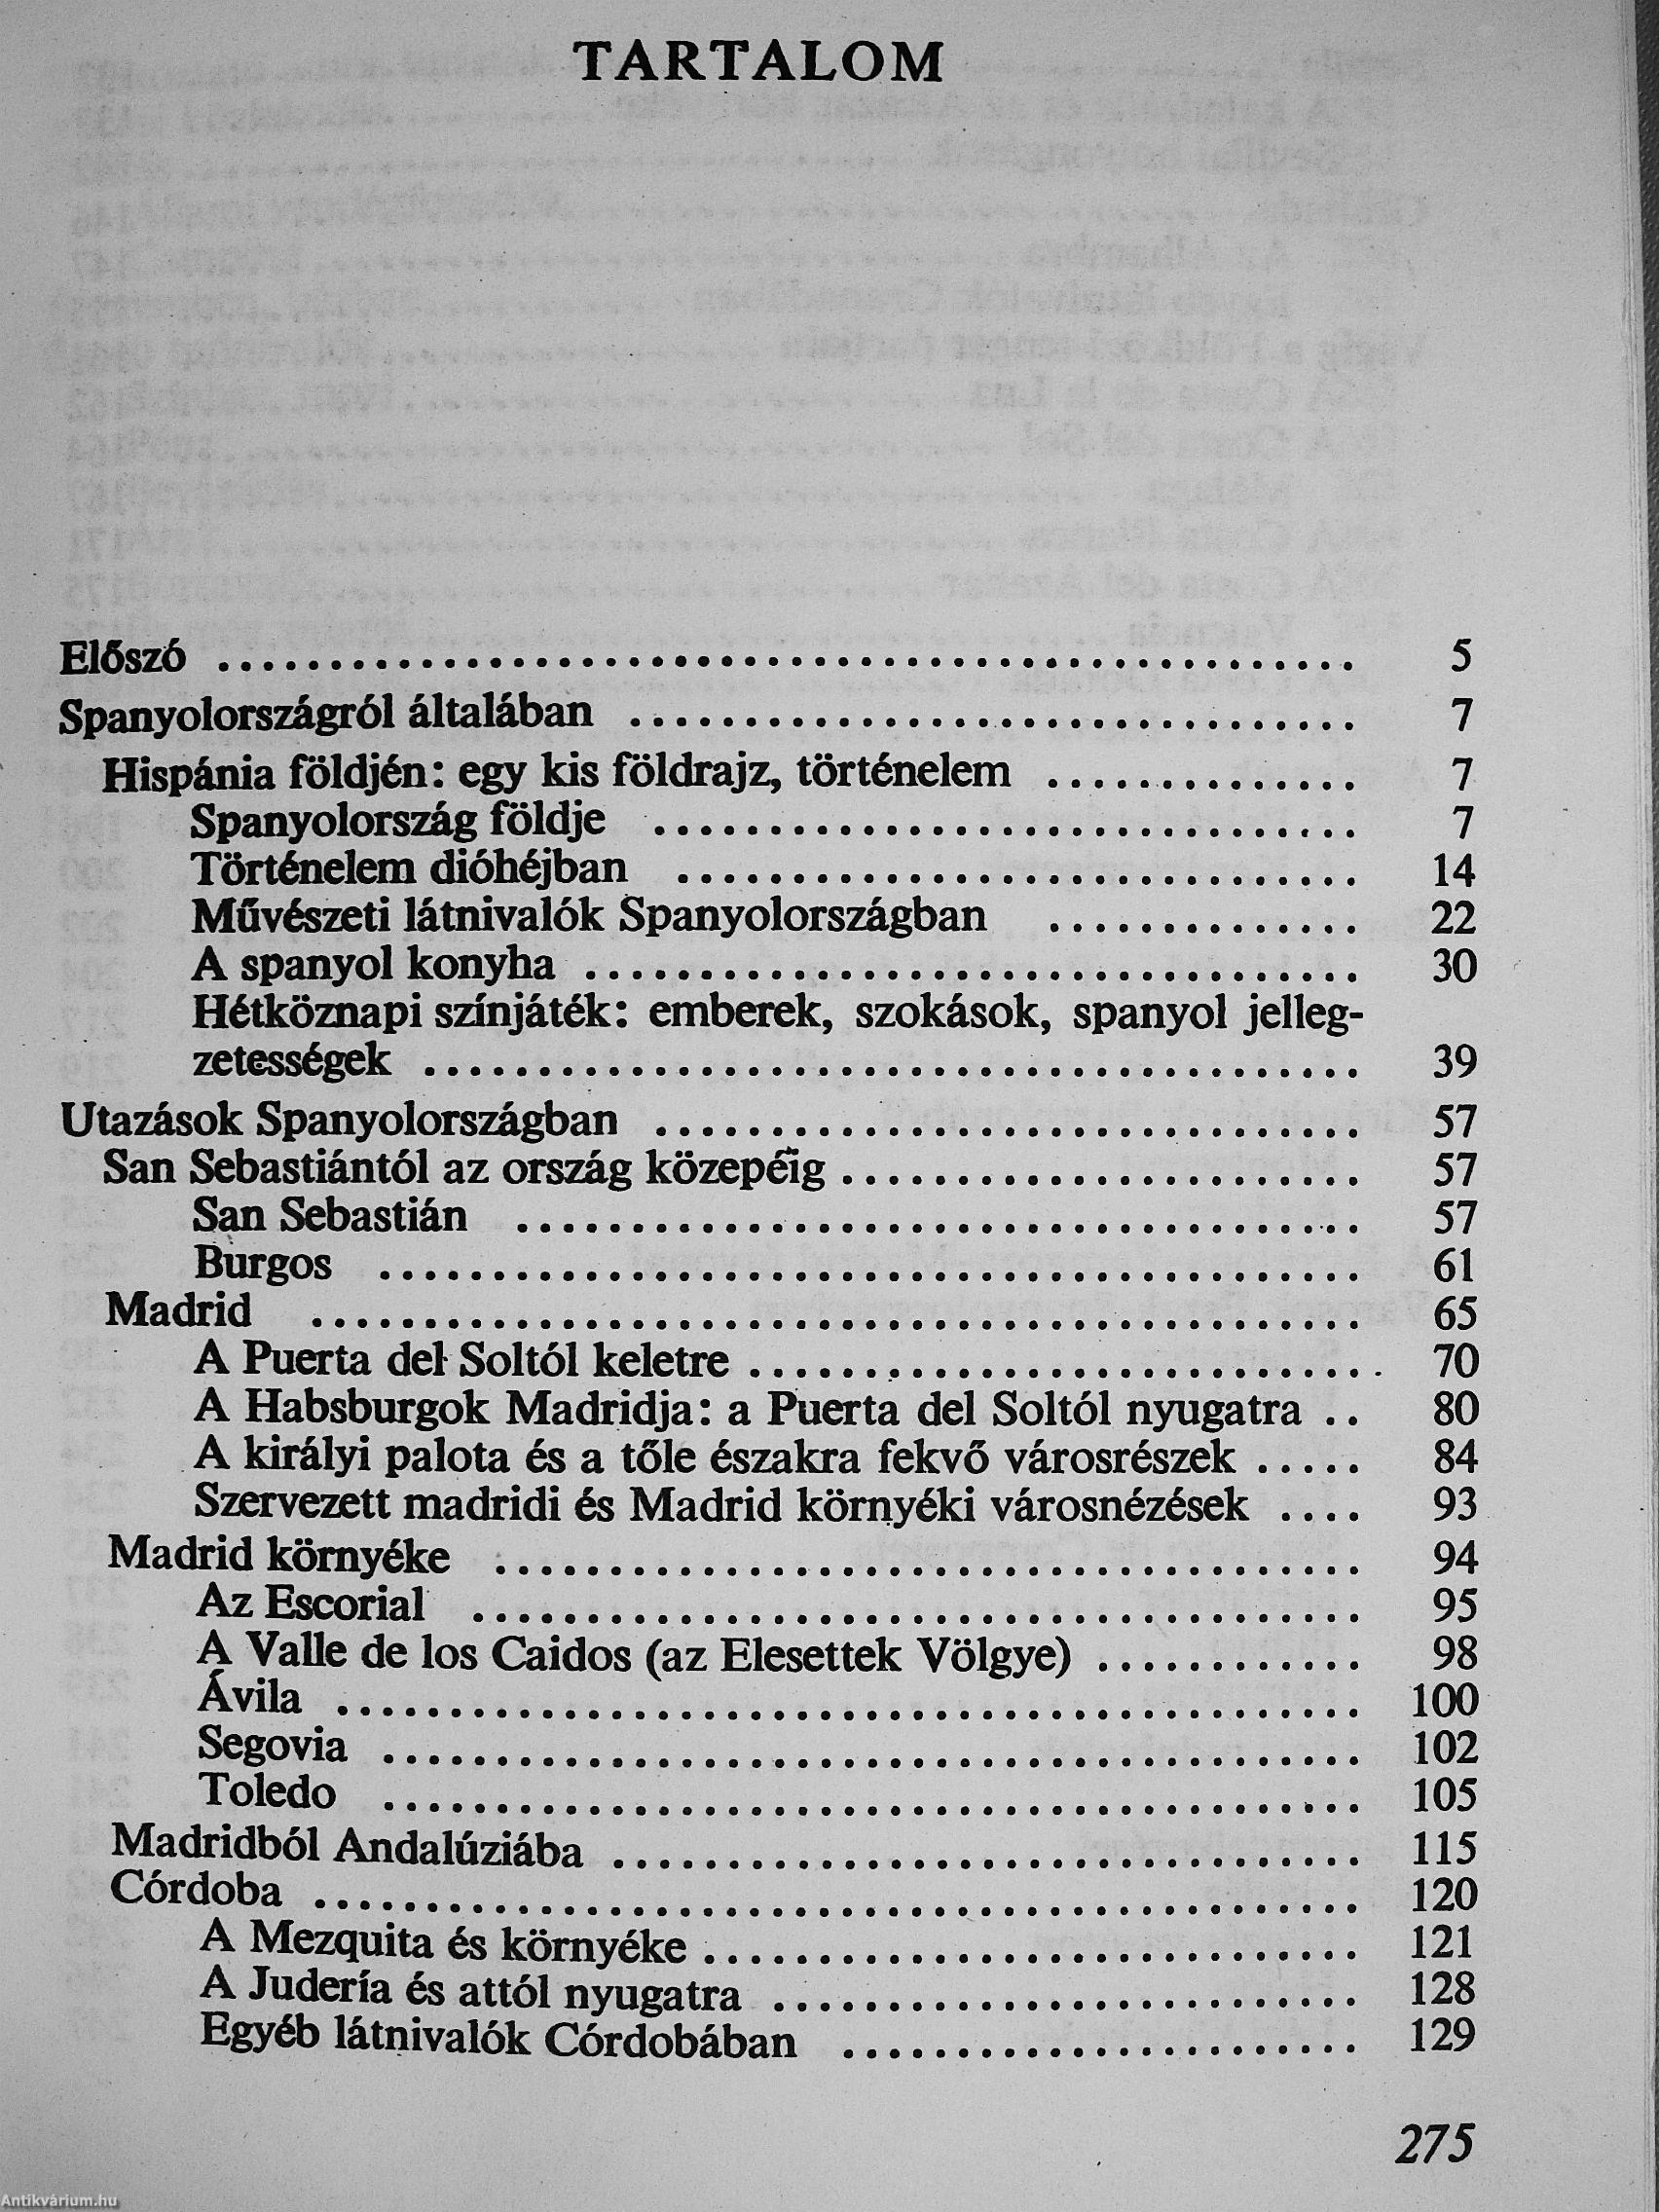 TARTALOM
Előszó .................................................. 5
Spanyolországról általában ................................ 7
Hispánia földjén: egy kis földrajz, történelem .............. 7
Spanyolország földje ............................... 7
Történelem dióhéjban .............................. 14
Művészeti látnivalók Spanyolországban .............. 22
A spanyol konyha .................................. 30
Hétköznapi színjáték: emberek, szokások, spanyol jelleg-
zetességek ......................................... 39
Utazások Spanyolországban ............................... 57
San Sebastiántól az ország közepéig ....................... 57
San Sebastián ..................................... 57
Burgos ........................................... 61
Madrid .............................................. 65
A Puerta del Soltól keletre ............................ 70
A Habsburgok Madridja: a Puerta del Soltól nyugatra .. 80
A királyi palota és a tőle északra fekvő városrészek ..... 84
Szervezett madridi és Madrid környéki városnézések .... 93
Madrid környéke ...................................... 94
Az Escorial ....................................... 95
A Valle de los Caidos (az Elesettek Völgye) ............ 98
Ávila ............................................. 100
Segovia .......................................... 102
Toledo .......................................... 105
Madridból Andalúziába ................................. 115
Córdoba .............................................. 120
A Mezquita és környéke ............................. 121
A Judería és attól nyugatra .......................... 128
Egyéb látnivalók Córdobában ....................... 129
275
Antikvárium.hu